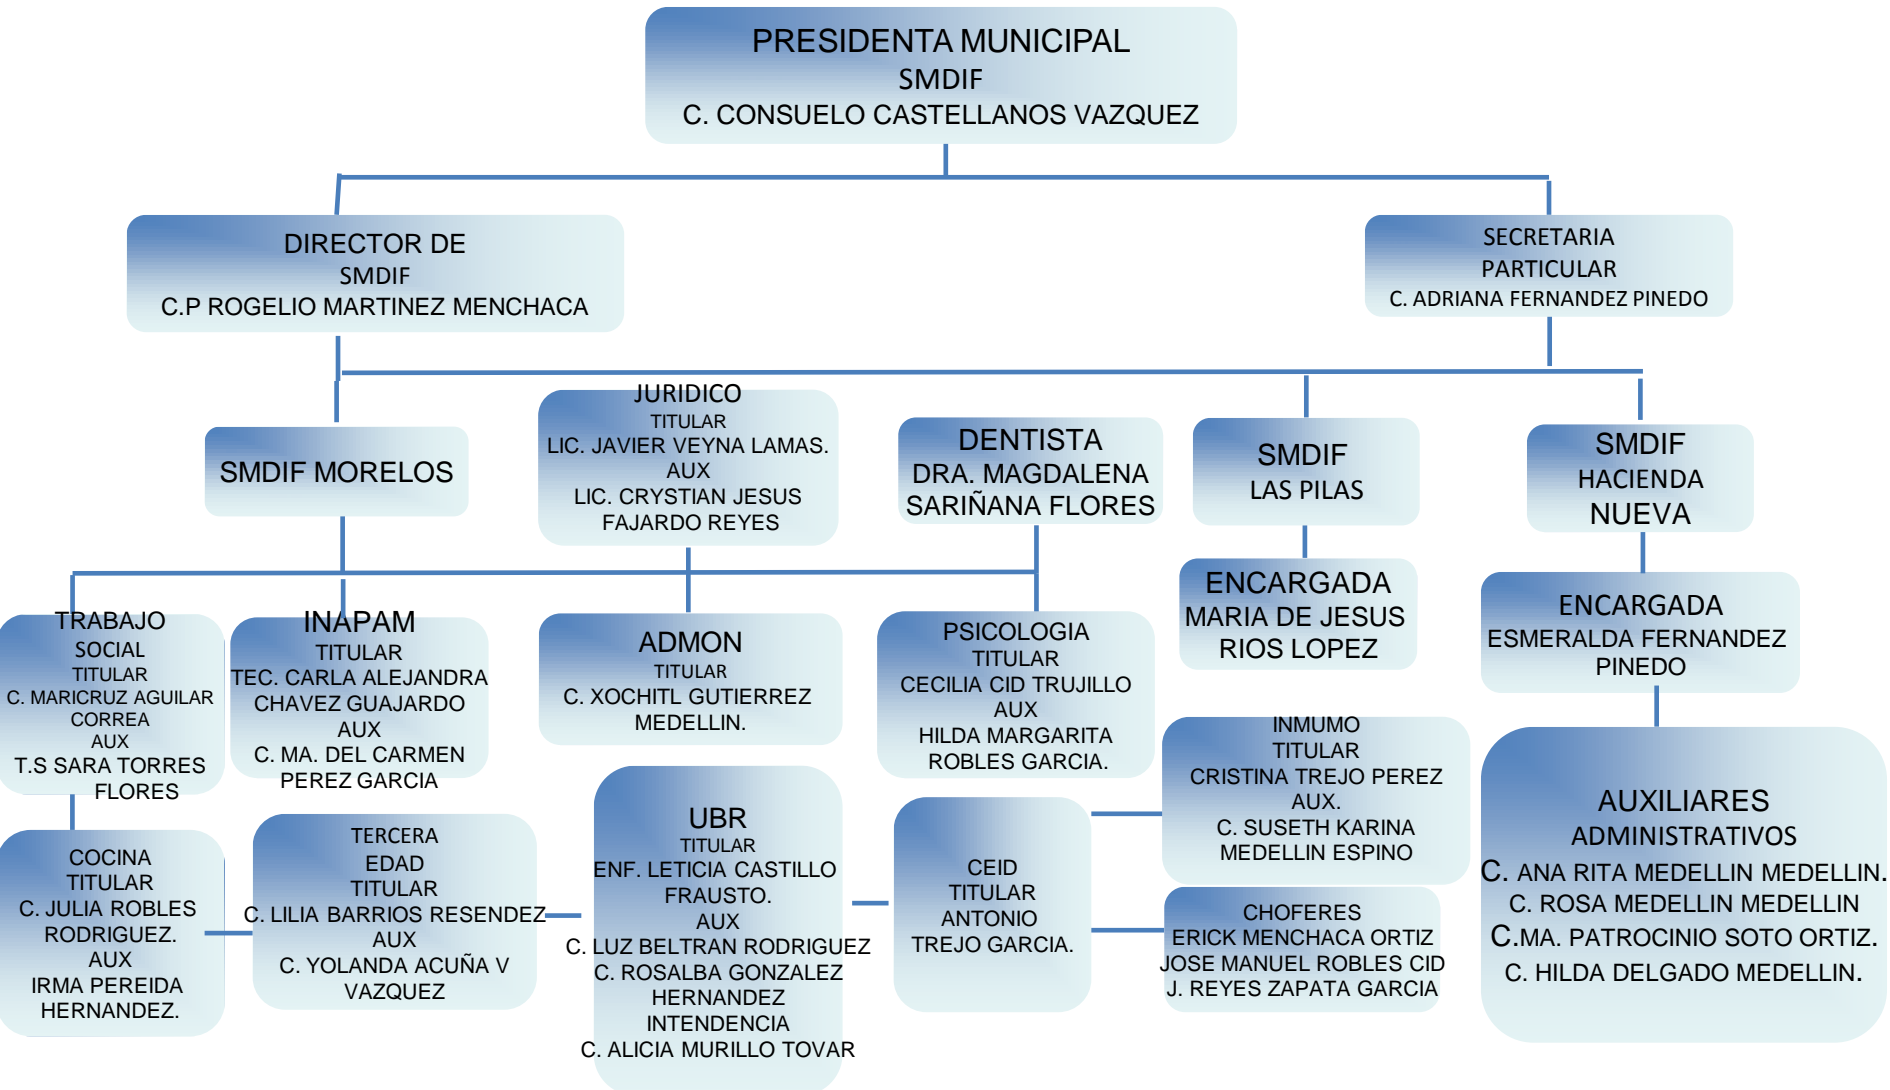 PRESIDENTA MUNICIPAL
SMDIF
C. CONSUELO CASTELLANOS VAZQUEZ
DIRECTOR DE
SMDIF
C.P ROGELIO MARTINEZ MENCHACA
SECRETARIA
PARTICULAR
C. ADRIANA FERNANDEZ PINEDO
SMDIF MORELOS
JURIDICO
TITULAR
LIC. JAVIER VEYNA LAMAS.
AUX
LIC. CRYSTIAN JESUS
FAJARDO REYES
DENTISTA
DRA. MAGDALENA
SARIÑANA FLORES
SMDIF
LAS PILAS
SMDIF
HACIENDA
NUEVA
TRABAJO
SOCIAL
TITULAR
C. MARICRUZ AGUILAR
CORREA
AUX
T.S SARA TORRES
FLORES
INAPAM
TITULAR
TEC. CARLA ALEJANDRA
CHAVEZ GUAJARDO
AUX
C. MA. DEL CARMEN
PEREZ GARCIA
ADMON
TITULAR
C. XOCHITL GUTIERREZ
MEDELLIN.
PSICOLOGIA
TITULAR
CECILIA CID TRUJILLO
AUX
HILDA MARGARITA
ROBLES GARCIA.
ENCARGADA
MARIA DE JESUS
RIOS LOPEZ
ENCARGADA
ESMERALDA FERNANDEZ
PINEDO
COCINA
TITULAR
C. JULIA ROBLES
RODRIGUEZ.
AUX
IRMA PEREIDA
HERNANDEZ.
TERCERA
EDAD
TITULAR
C. LILIA BARRIOS RESENDEZ
AUX
C. YOLANDA ACUÑA V
VAZQUEZ
UBR
TITULAR
ENF. LETICIA CASTILLO
FRAUSTO.
AUX
C. LUZ BELTRAN RODRIGUEZ
C. ROSALBA GONZALEZ
HERNANDEZ
INTENDENCIA
C. ALICIA MURILLO TOVAR
CEID
TITULAR
ANTONIO
TREJO GARCIA.
INMUMO
TITULAR
CRISTINA TREJO PEREZ
AUX.
C. SUSETH KARINA
MEDELLIN ESPINO
CHOFERES
ERICK MENCHACA ORTIZ
JOSE MANUEL ROBLES CID
J. REYES ZAPATA GARCIA
AUXILIARES
ADMINISTRATIVOS
C. ANA RITA MEDELLIN MEDELLIN.
C. ROSA MEDELLIN MEDELLIN
C.MA. PATROCINIO SOTO ORTIZ.
C. HILDA DELGADO MEDELLIN.